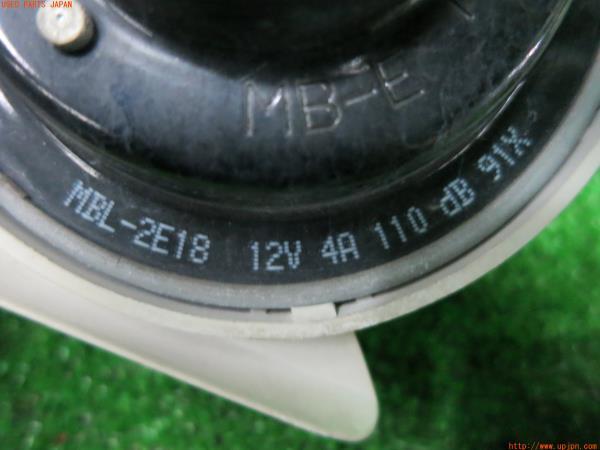 USED PARTS JAPAN
MB-E
MBL-2E18 12V 4A 110 dB 91X
http://www.upjpn.com